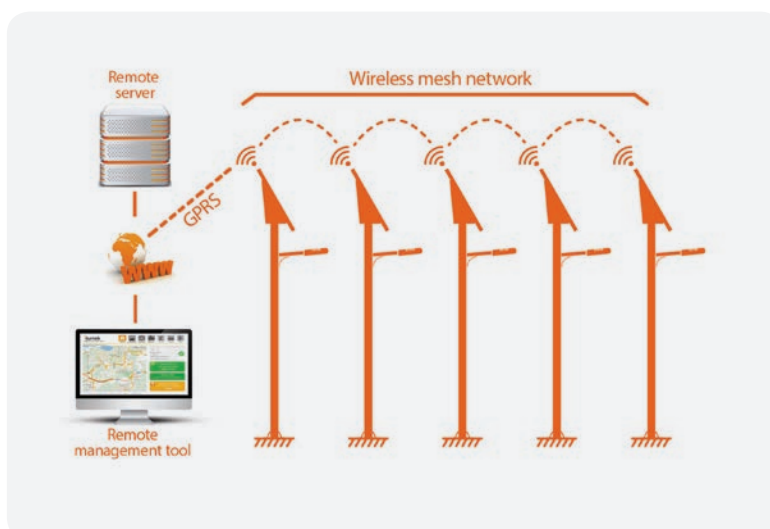 Remote
server
Wireless mesh network
GPRS
WWW
Remote
management tool